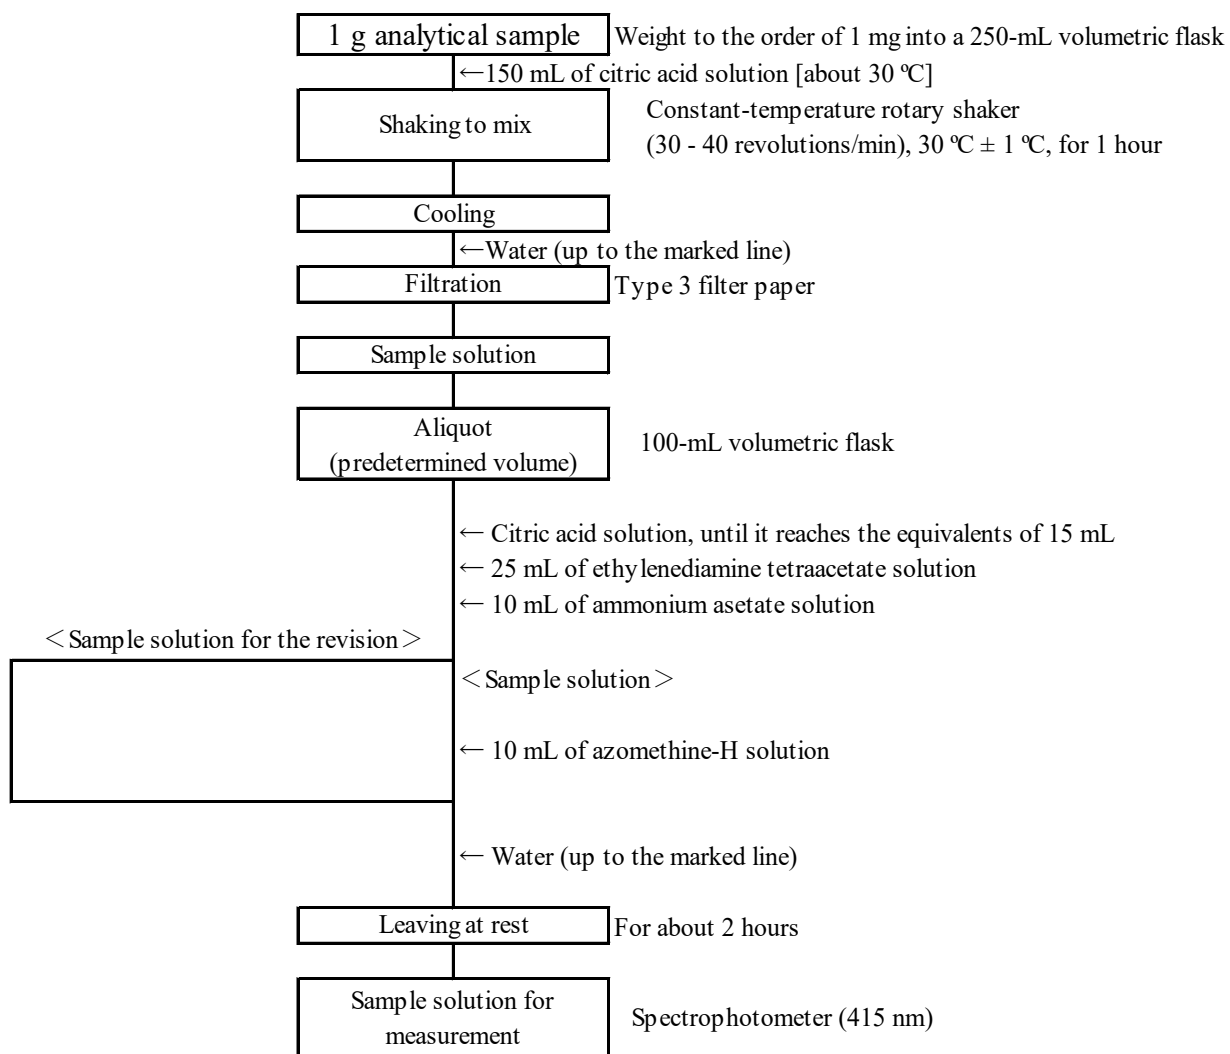 1 g analytical sample Weight to the order of 1 mg into a 250-mL volumetric flask
←150 mL of citric acid solution [about 30 ºC]
Shaking to mix
Constant-temperature rotary shaker
(30 - 40 revolutions/min), 30 ºC ± 1 ºC, for 1 hour
Cooling
←Water (up to the marked line)
Filtration Type 3 filter paper
Sample solution
Aliquot
(predetermined volume)
100-mL volumetric flask
← Citric acid solution, until it reaches the equivalents of 15 mL
← 25 mL of ethylenediamine tetraacetate solution
← 10 mL of ammonium asetate solution
＜Sample solution for the revision＞
＜Sample solution＞
← 10 mL of azomethine-H solution
← Water (up to the marked line)
Leaving at rest For about 2 hours
Sample solution for
measurement
Spectrophotometer (415 nm)